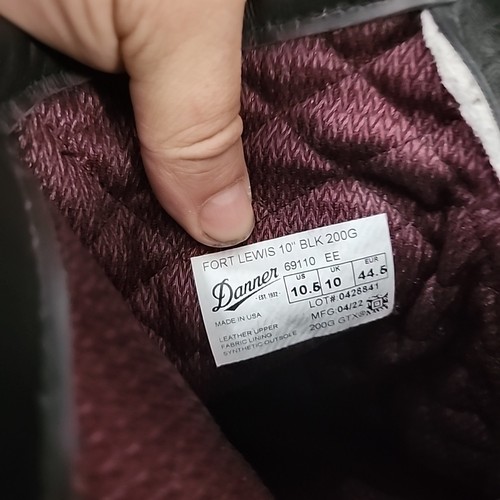 FORT LEWIS 10" BLK 200G
Danner
69110 EE
· EST. 1932 ·
US UK EUR
10.5 10 44.5
LOT# 0428841
MADE IN USA
MFG 04/22
LEATHER UPPER
FABRIC LINING
SYNTHETIC OUTSOLE
200G GTX®